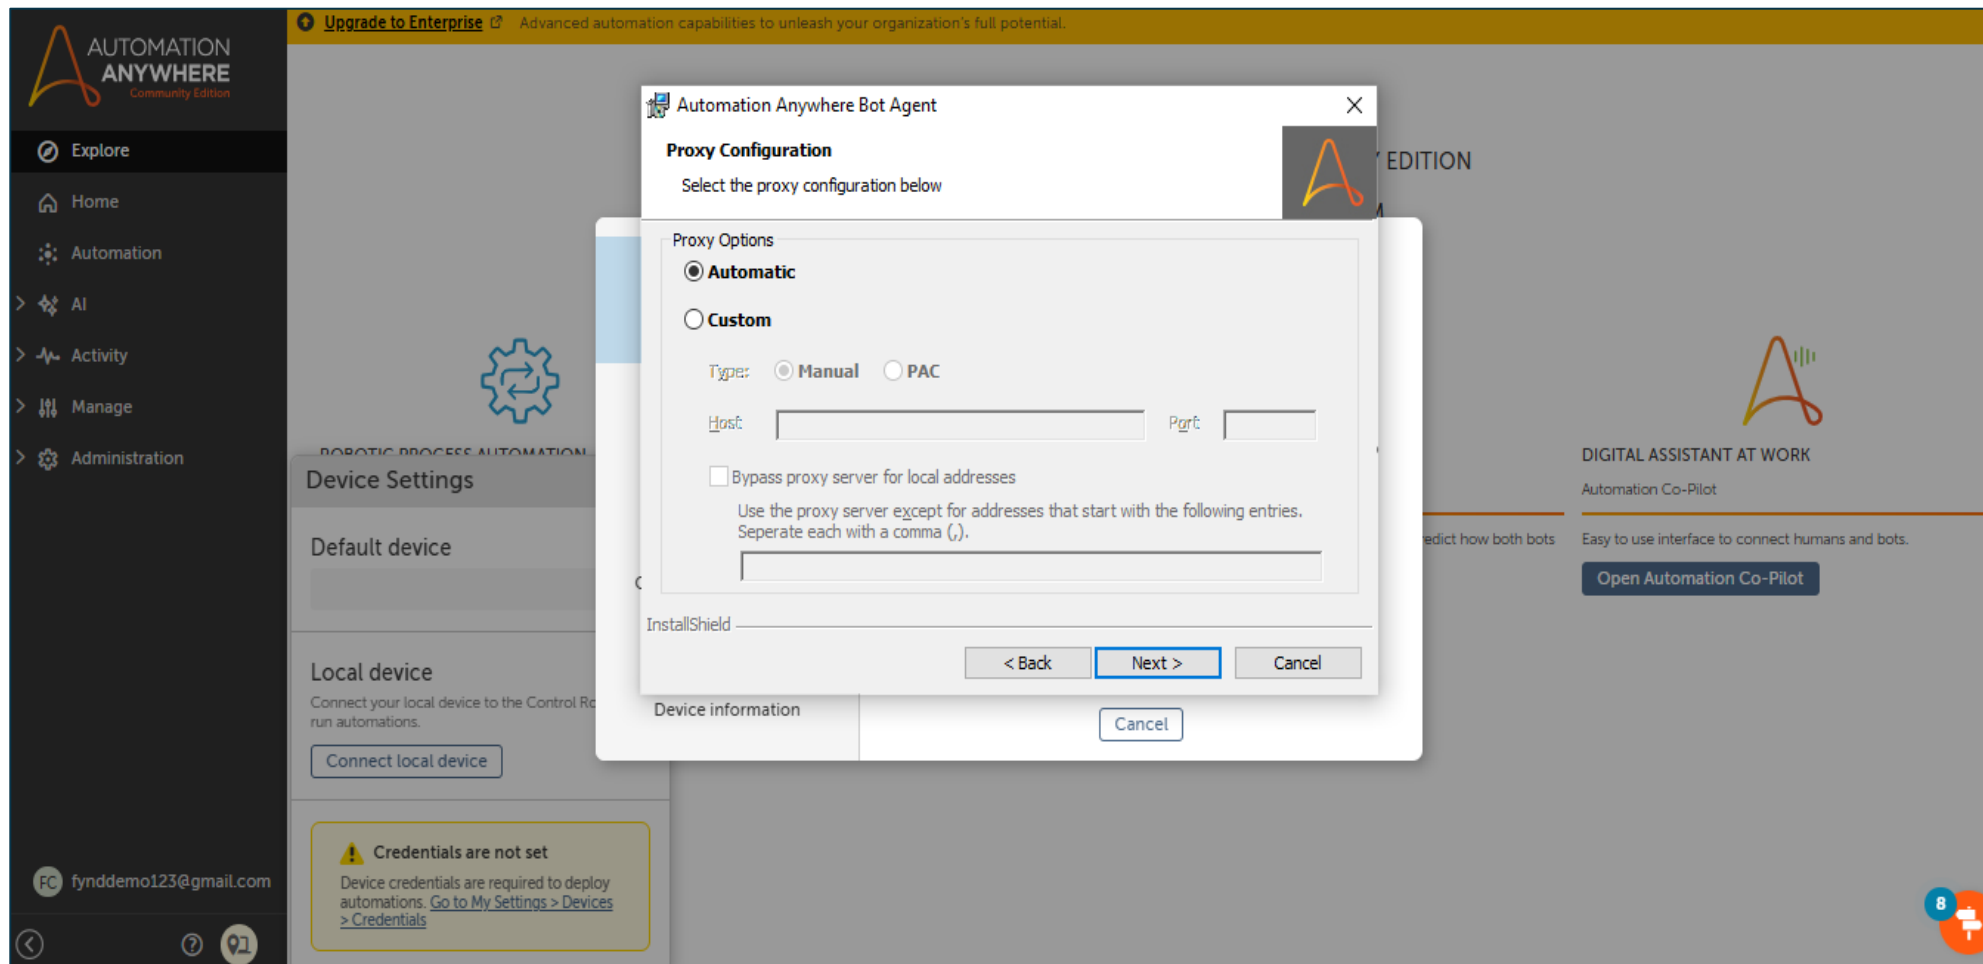 Upgrade to Enterprise Advanced automation capabilities to unleash your organization's full potential.
AUTOMATION
ANYWHERE
Community Edition
Explore
Home
Automation
AI
Activity
Manage
Administration
FC fynddemo123@gmail.com
EDITION
ROBOTIC PROCESS AUTOMATION
Device Settings
Default device
Local device
Connect your local device to the Control
run automations.
Connect local device
Credentials are not set
Device credentials are required to deploy
automations. Go to My Settings > Devices
> Credentials
Automation Anywhere Bot Agent
Proxy Configuration
Select the proxy configuration below
Proxy Options
Automatic
Custom
Type: Manual PAC
Host: Port:
Bypass proxy server for local addresses
Use the proxy server except for addresses that start with the following entries.
Seperate each with a comma (,).
InstallShield
< Back Next > Cancel
Device information
Cancel
how both bots
DIGITAL ASSISTANT AT WORK
Automation Co-Pilot
Easy to use interface to connect humans and bots.
Open Automation Co-Pilot
8